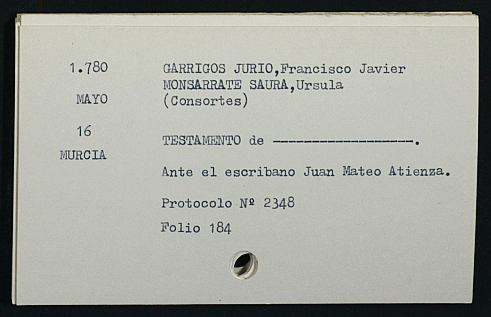 1.780 GARRIGOS JURIO,Francisco Javier
MONSARRATE SAURA,Ursula
MAYO (Consortes)
16
TESTAMENTO de ------------------.
MURCIA
Ante el escribano Juan Mateo Atienza.
Protocolo Nº 2348
Folio 184